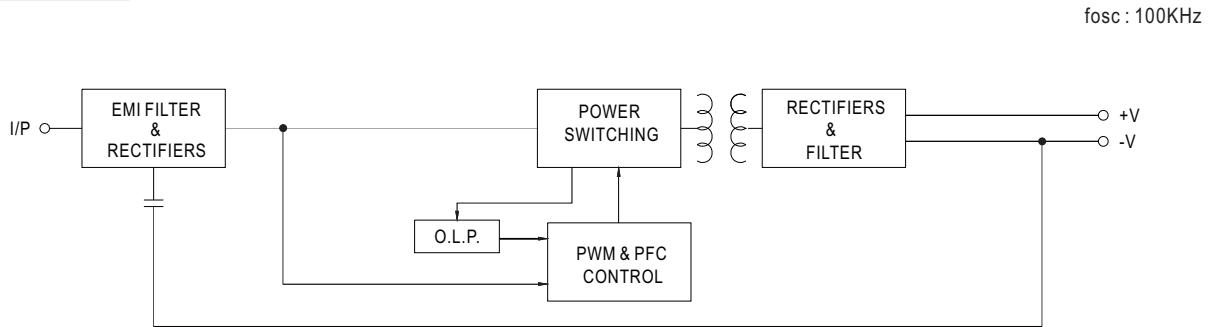 fosc : 100KHz
I/P
EMI FILTER
&
RECTIFIERS
POWER
SWITCHING
RECTIFIERS
&
FILTER
+V
-V
O.L.P.
PWM & PFC
CONTROL